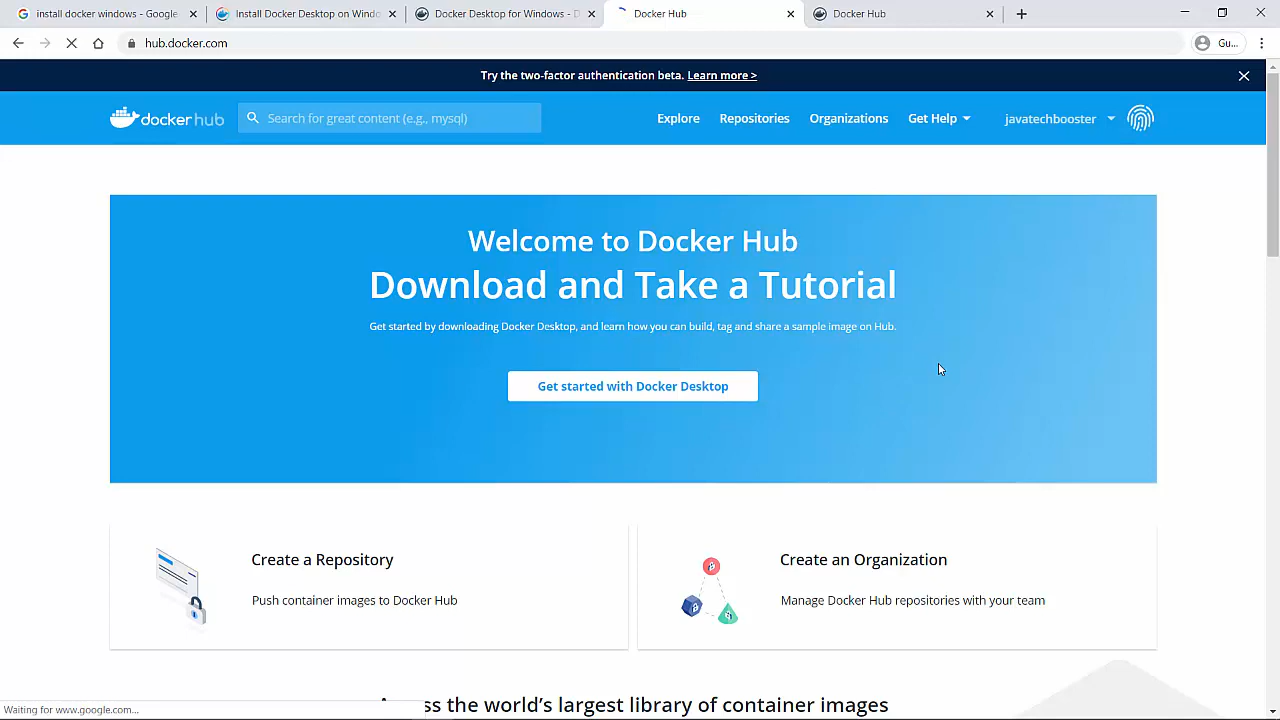 install docker windows - Google
Install Docker Desktop on Windo
Docker Desktop for Windows - D
Docker Hub
Docker Hub
hub.docker.com
Gu...
Try the two-factor authentication beta. Learn more >
docker hub
Search for great content (e.g., mysql)
Explore
Repositories
Organizations
Get Help
javatechbooster
Welcome to Docker Hub
Download and Take a Tutorial
Get started by downloading Docker Desktop, and learn how you can build, tag and share a sample image on Hub.
Get started with Docker Desktop
Create a Repository
Push container images to Docker Hub
Create an Organization
Manage Docker Hub repositories with your team
ss the world's largest library of container images
Waiting for www.google.com...